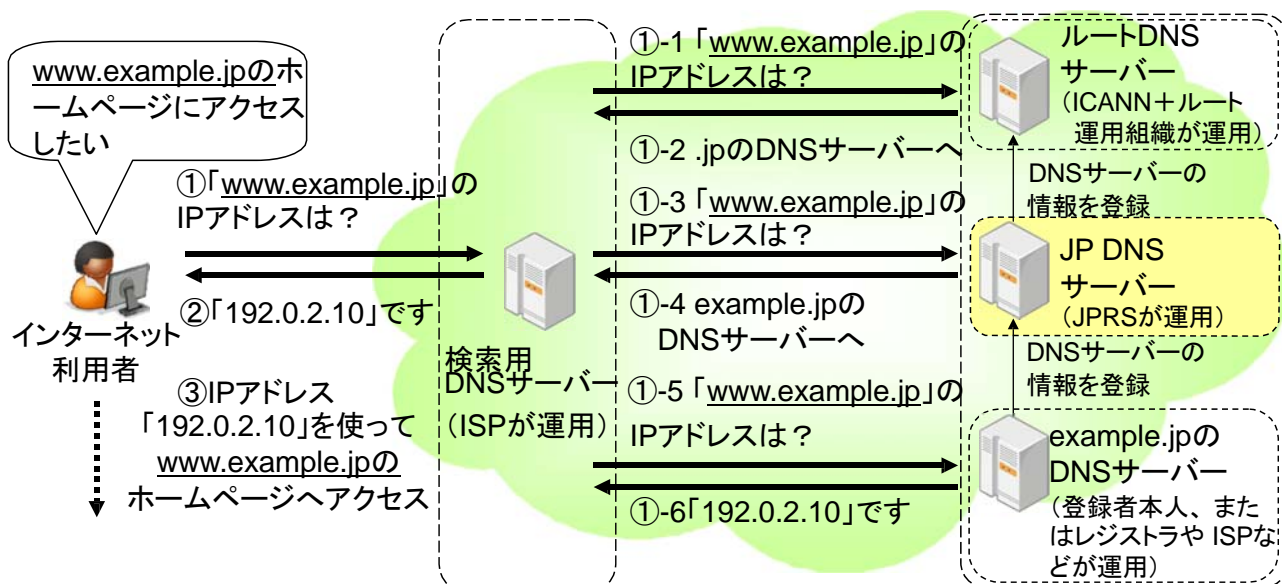 www.example.jpのホ
ームページにアクセス
したい
①「www.example.jp」の
IPアドレスは？
②「192.0.2.10」です
インターネット
利用者
③IPアドレス
「192.0.2.10」を使って
www.example.jpの
ホームページへアクセス
検索用
DNSサーバー
（ISPが運用）
①-1「www.example.jp」の
IPアドレスは？
①-2 .jpのDNSサーバーへ
①-3「www.example.jp」の
IPアドレスは？
①-4 example.jpの
DNSサーバーへ
①-5「www.example.jp」の
IPアドレスは？
①-6「192.0.2.10」です
ルートDNS
サーバー
（ICANN＋ルート
運用組織が運用）
DNSサーバーの
情報を登録
JP DNS
サーバー
（JPRSが運用）
DNSサーバーの
情報を登録
example.jpの
DNSサーバー
（登録者本人、また
はレジストラや ISPな
どが運用）